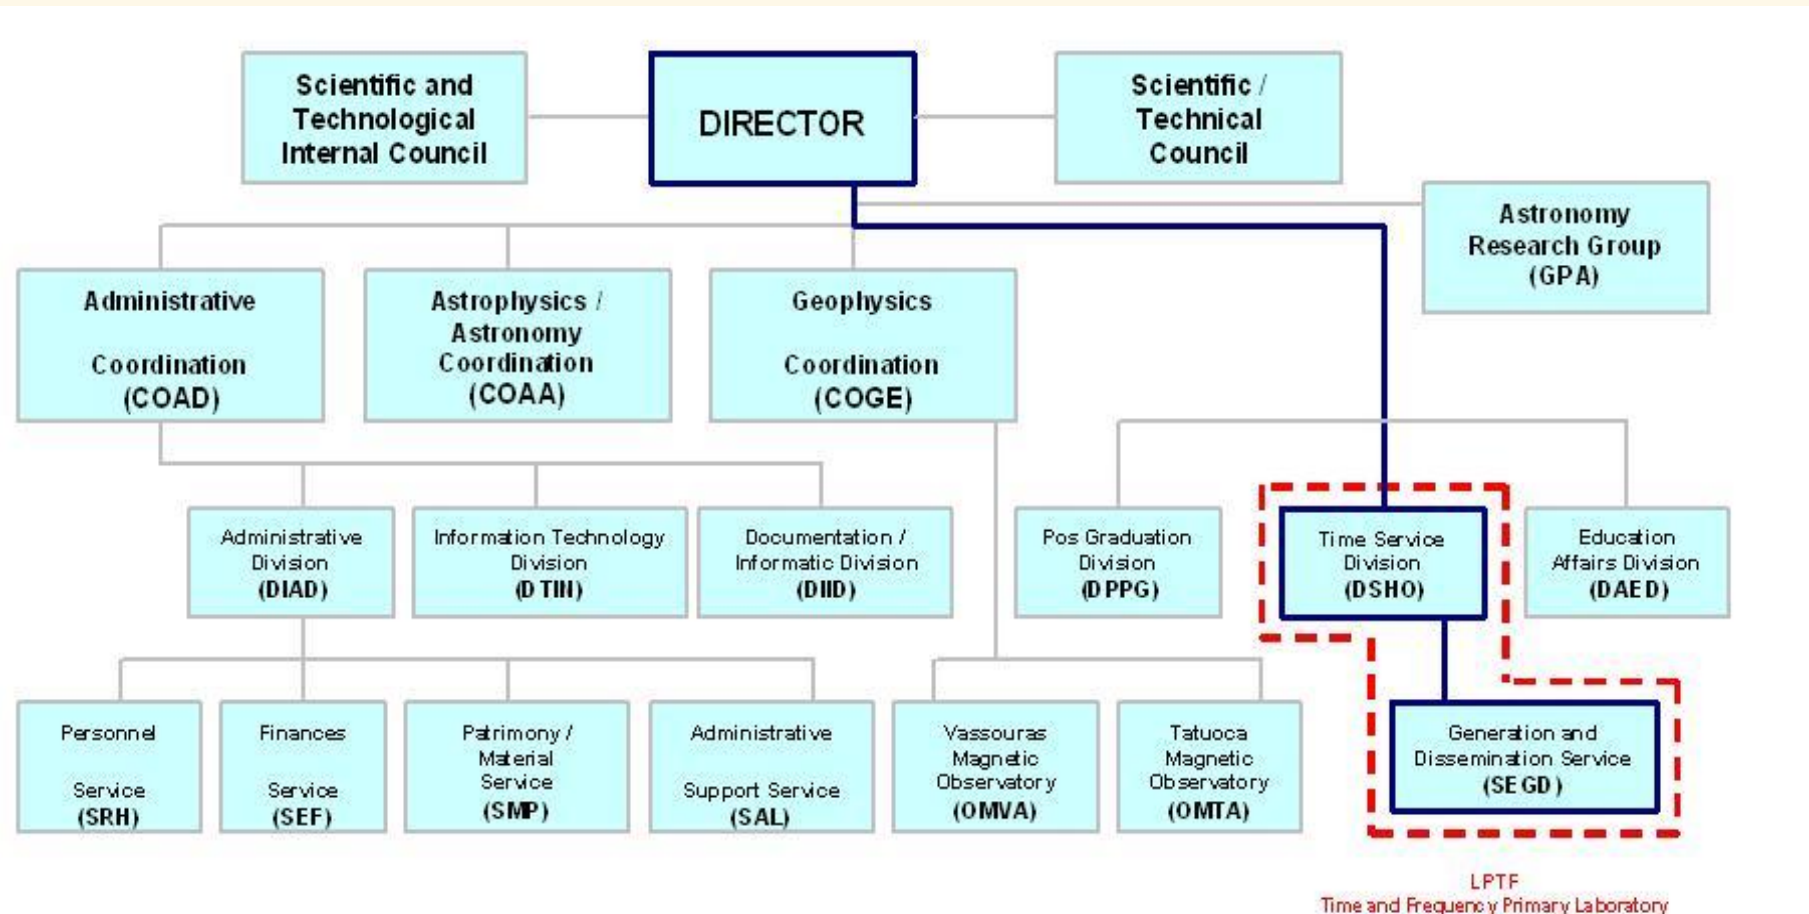 Scientific and
Technological
Internal Council
DIRECTOR
Scientific /
Technical
Council
Astronomy
Research Group
(GPA)
Administrative
Coordination
(COAD)
Astrophysics /
Astronomy
Coordination
(COAA)
Geophysics
Coordination
(COGE)
Administrative
Division
(DIAD)
Information Technology
Division
(DTIN)
Documentation /
Informatic Division
(DIID)
Pos Graduation
Division
(DPPG)
Time Service
Division
(DSHO)
Education
Affairs Division
(DAED)
Personnel
Service
(SRH)
Finances
Service
(SEF)
Patrimony /
Material
Service
(SMP)
Administrative
Support Service
(SAL)
Vassouras
Magnetic
Observatory
(OMVA)
Tatuoca
Magnetic
Observatory
(OMTA)
Generation and
Dissemination Service
(SEGD)
LPTF
Time and Frequency Primary Laboratory